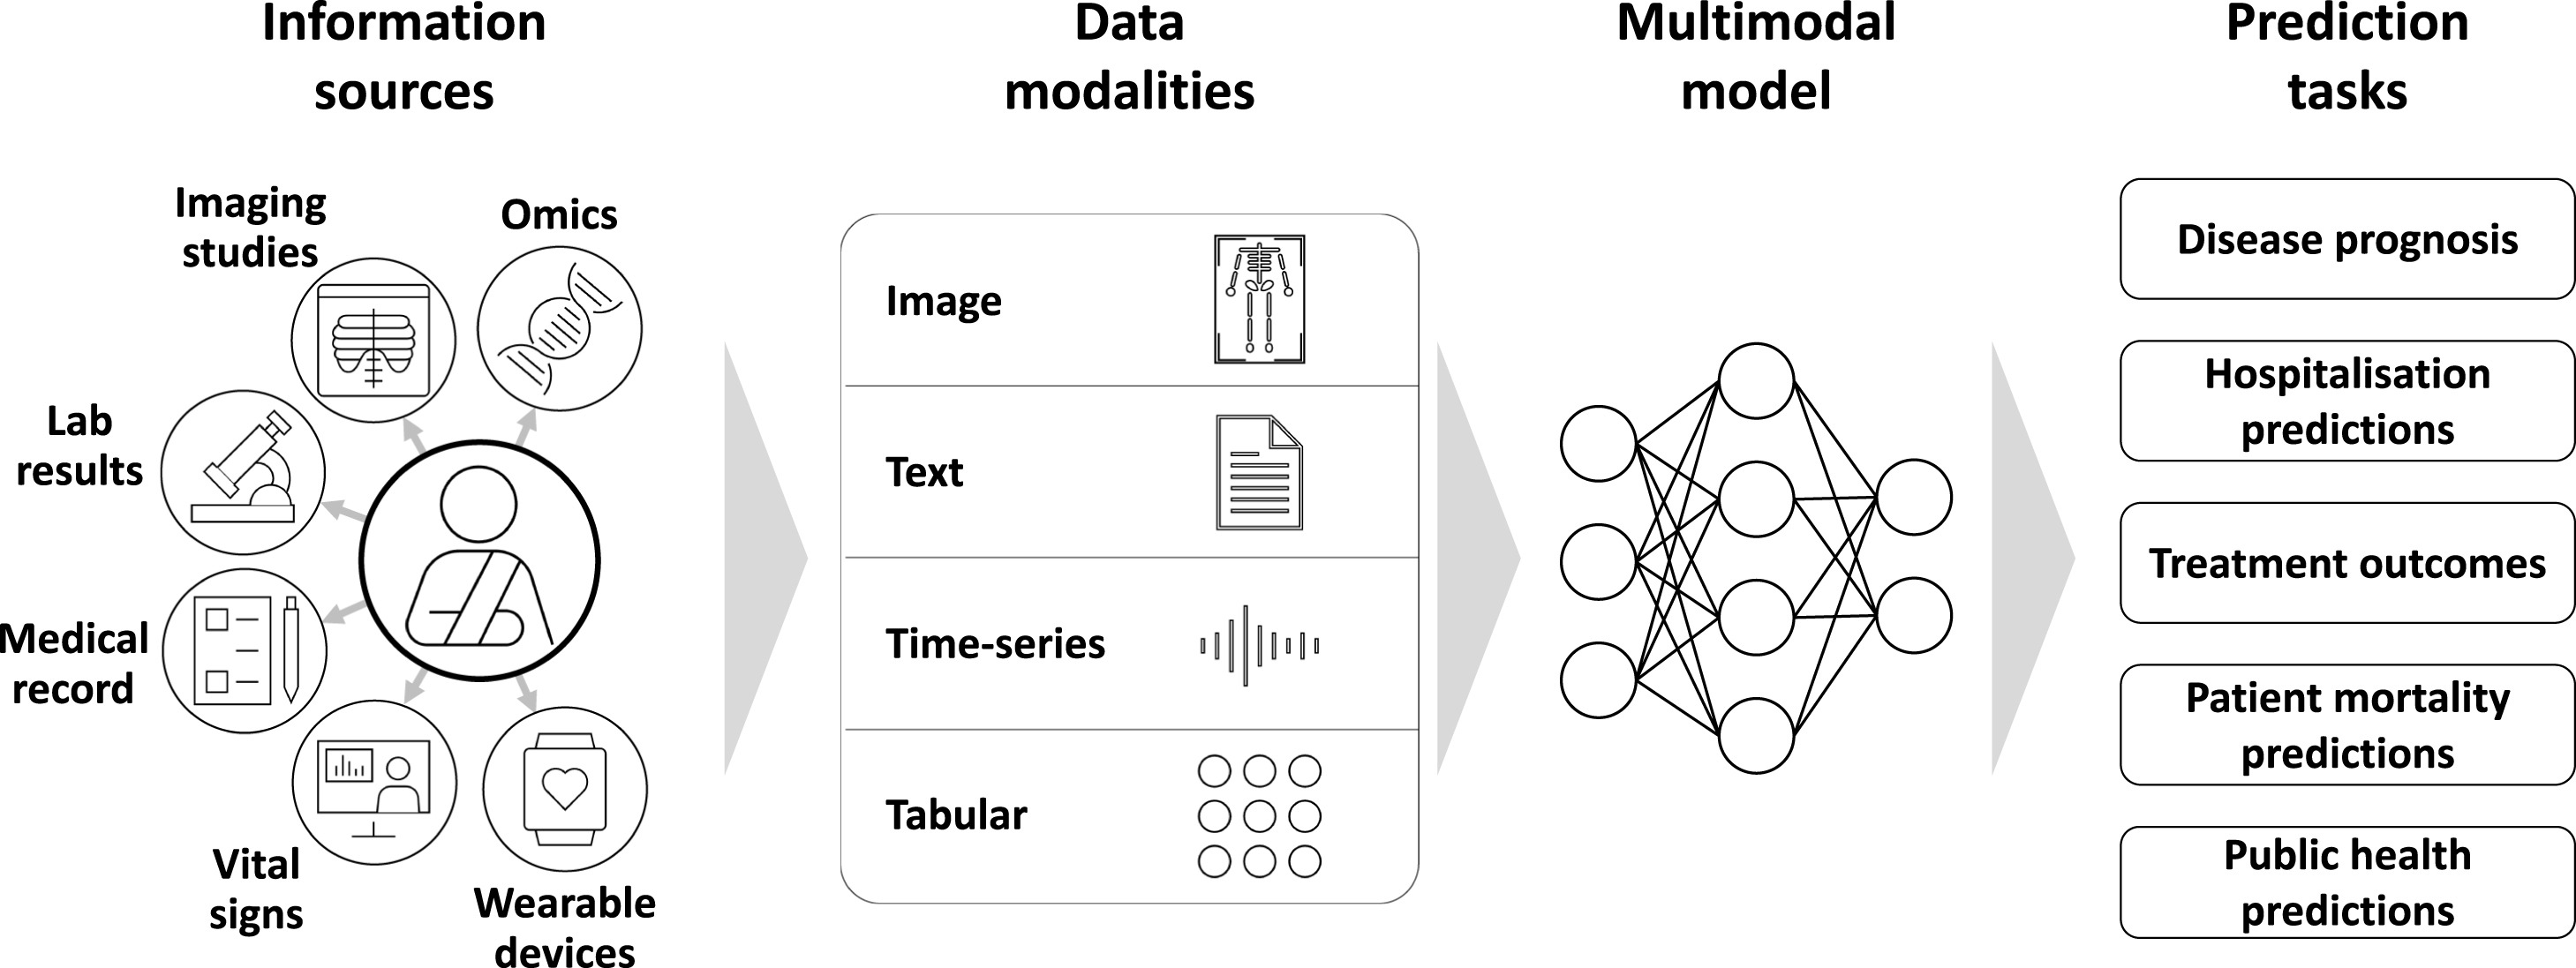 Information
sources
Data
modalities
Multimodal
model
Prediction
tasks
Imaging
studies
Omics
Lab
results
Medical
record
Vital
signs
Wearable
devices
Image
Text
Time-series
Tabular
Disease prognosis
Hospitalisation
predictions
Treatment outcomes
Patient mortality
predictions
Public health
predictions